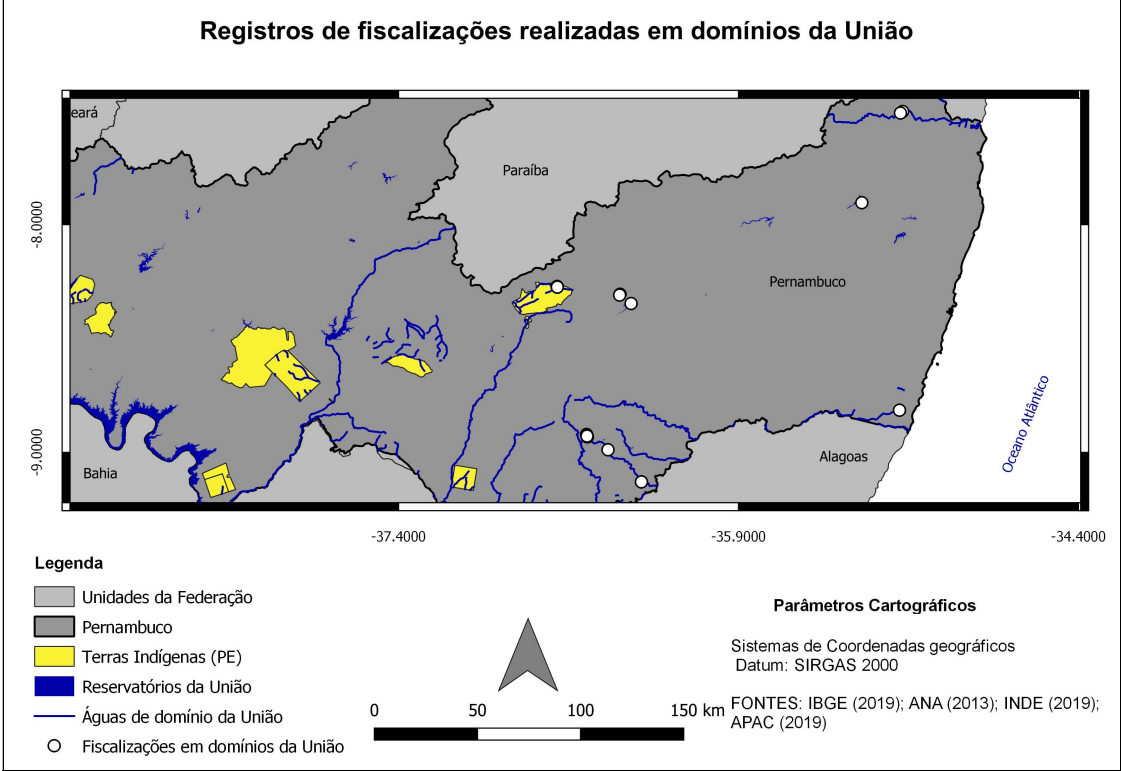 Registros de fiscalizações realizadas em domínios da União
eará
Paraíba
-8.0000
Pernambuco
Oceano Atlântico
-9.0000
Bahia
Alagoas
-37.4000
-35.9000
-34.4000
Legenda
Unidades da Federação
Pernambuco
Terras Indígenas (PE)
Reservatórios da União
Águas de domínio da União
Fiscalizações em domínios da União
0 50 100 150 km
Parâmetros Cartográficos
Sistemas de Coordenadas geográficos
Datum: SIRGAS 2000
FONTES: IBGE (2019); ANA (2013); INDE (2019);
APAC (2019)